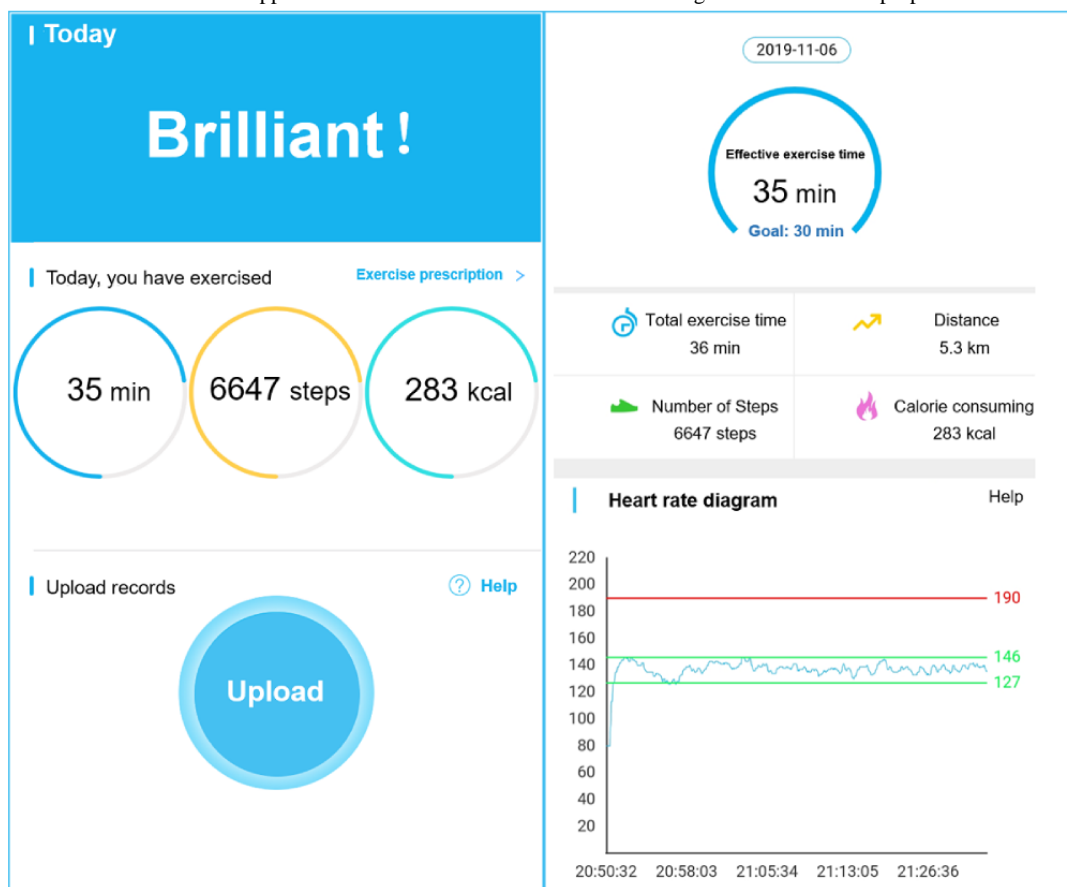 Today
Brilliant!
Today, you have exercised
Exercise prescription >
35 min
6647 steps
283 kcal
Upload records
? Help
Upload
2019-11-06
Effective exercise time
35 min
Goal: 30 min
Total exercise time
36 min
Distance
5.3 km
Number of Steps
6647 steps
Calorie consuming
283 kcal
Heart rate diagram
Help
220
200
180
160
140
120
100
80
60
40
20
190
146
127
20:50:32 20:58:03 21:05:34 21:13:05 21:26:36